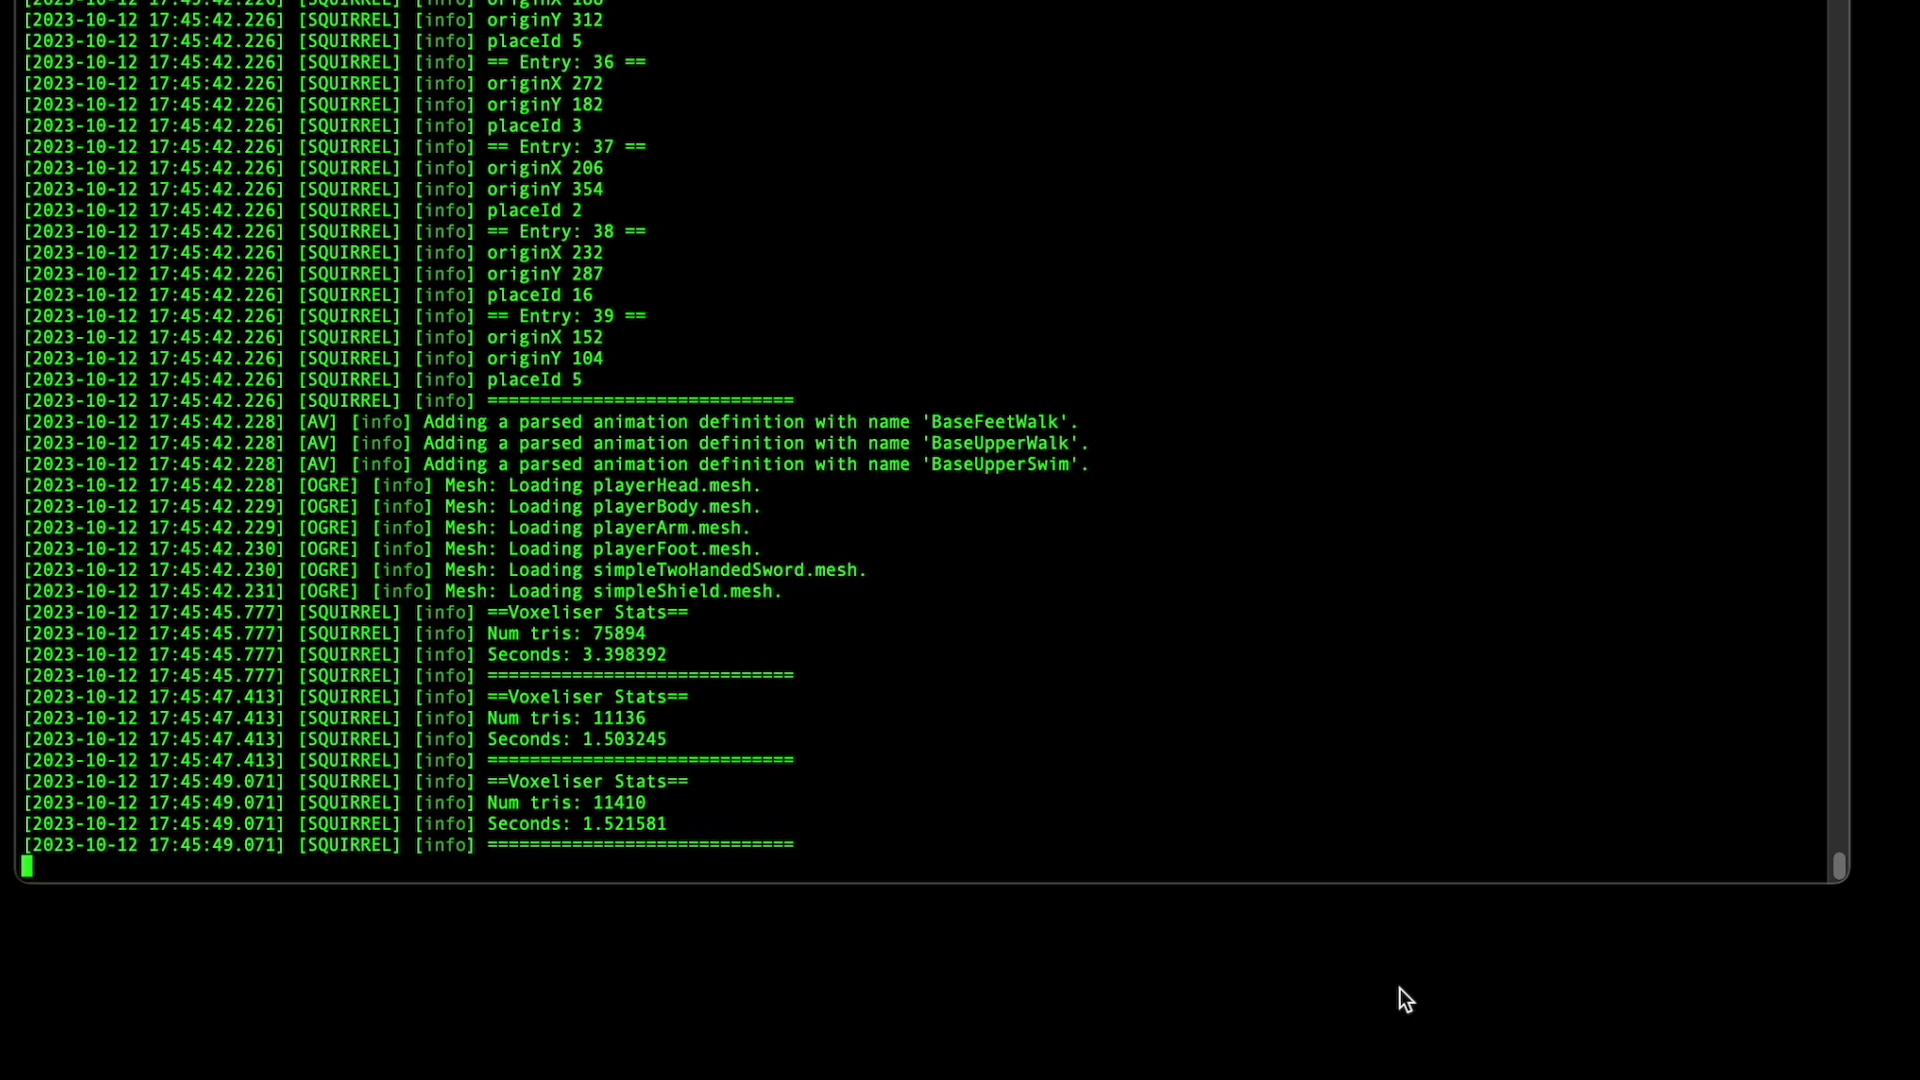 [2023-10-12 17:45:42.226] [SQUIRREL] [info] originX
[2023-10-12 17:45:42.226] [SQUIRREL] [info] originY 312
[2023-10-12 17:45:42.226] [SQUIRREL] [info] placeId 5
[2023-10-12 17:45:42.226] [SQUIRREL] [info] == Entry: 36 ==
[2023-10-12 17:45:42.226] [SQUIRREL] [info] originX 272
[2023-10-12 17:45:42.226] [SQUIRREL] [info] originY 182
[2023-10-12 17:45:42.226] [SQUIRREL] [info] placeId 3
[2023-10-12 17:45:42.226] [SQUIRREL] [info] == Entry: 37 ==
[2023-10-12 17:45:42.226] [SQUIRREL] [info] originX 206
[2023-10-12 17:45:42.226] [SQUIRREL] [info] originY 354
[2023-10-12 17:45:42.226] [SQUIRREL] [info] placeId 2
[2023-10-12 17:45:42.226] [SQUIRREL] [info] == Entry: 38 ==
[2023-10-12 17:45:42.226] [SQUIRREL] [info] originX 232
[2023-10-12 17:45:42.226] [SQUIRREL] [info] originY 287
[2023-10-12 17:45:42.226] [SQUIRREL] [info] placeId 16
[2023-10-12 17:45:42.226] [SQUIRREL] [info] == Entry: 39 ==
[2023-10-12 17:45:42.226] [SQUIRREL] [info] originX 152
[2023-10-12 17:45:42.226] [SQUIRREL] [info] originY 104
[2023-10-12 17:45:42.226] [SQUIRREL] [info] placeId 5
[2023-10-12 17:45:42.226] [SQUIRREL] [info] =============================
[2023-10-12 17:45:42.228] [AV] [info] Adding a parsed animation definition with name 'BaseFeetWalk'.
[2023-10-12 17:45:42.228] [AV] [info] Adding a parsed animation definition with name 'BaseUpperWalk'.
[2023-10-12 17:45:42.228] [AV] [info] Adding a parsed animation definition with name 'BaseUpperSwim'.
[2023-10-12 17:45:42.228] [OGRE] [info] Mesh: Loading playerHead.mesh.
[2023-10-12 17:45:42.229] [OGRE] [info] Mesh: Loading playerBody.mesh.
[2023-10-12 17:45:42.229] [OGRE] [info] Mesh: Loading playerArm.mesh.
[2023-10-12 17:45:42.230] [OGRE] [info] Mesh: Loading playerFoot.mesh.
[2023-10-12 17:45:42.230] [OGRE] [info] Mesh: Loading simpleTwoHandedSword.mesh.
[2023-10-12 17:45:42.231] [OGRE] [info] Mesh: Loading simpleShield.mesh.
[2023-10-12 17:45:45.777] [SQUIRREL] [info] ==Voxeliser Stats==
[2023-10-12 17:45:45.777] [SQUIRREL] [info] Num tris: 75894
[2023-10-12 17:45:45.777] [SQUIRREL] [info] Seconds: 3.398392
[2023-10-12 17:45:45.777] [SQUIRREL] [info] =============================
[2023-10-12 17:45:47.413] [SQUIRREL] [info] ==Voxeliser Stats==
[2023-10-12 17:45:47.413] [SQUIRREL] [info] Num tris: 11136
[2023-10-12 17:45:47.413] [SQUIRREL] [info] Seconds: 1.503245
[2023-10-12 17:45:47.413] [SQUIRREL] [info] =============================
[2023-10-12 17:45:49.071] [SQUIRREL] [info] ==Voxeliser Stats==
[2023-10-12 17:45:49.071] [SQUIRREL] [info] Num tris: 11410
[2023-10-12 17:45:49.071] [SQUIRREL] [info] Seconds: 1.521581
[2023-10-12 17:45:49.071] [SQUIRREL] [info] =============================